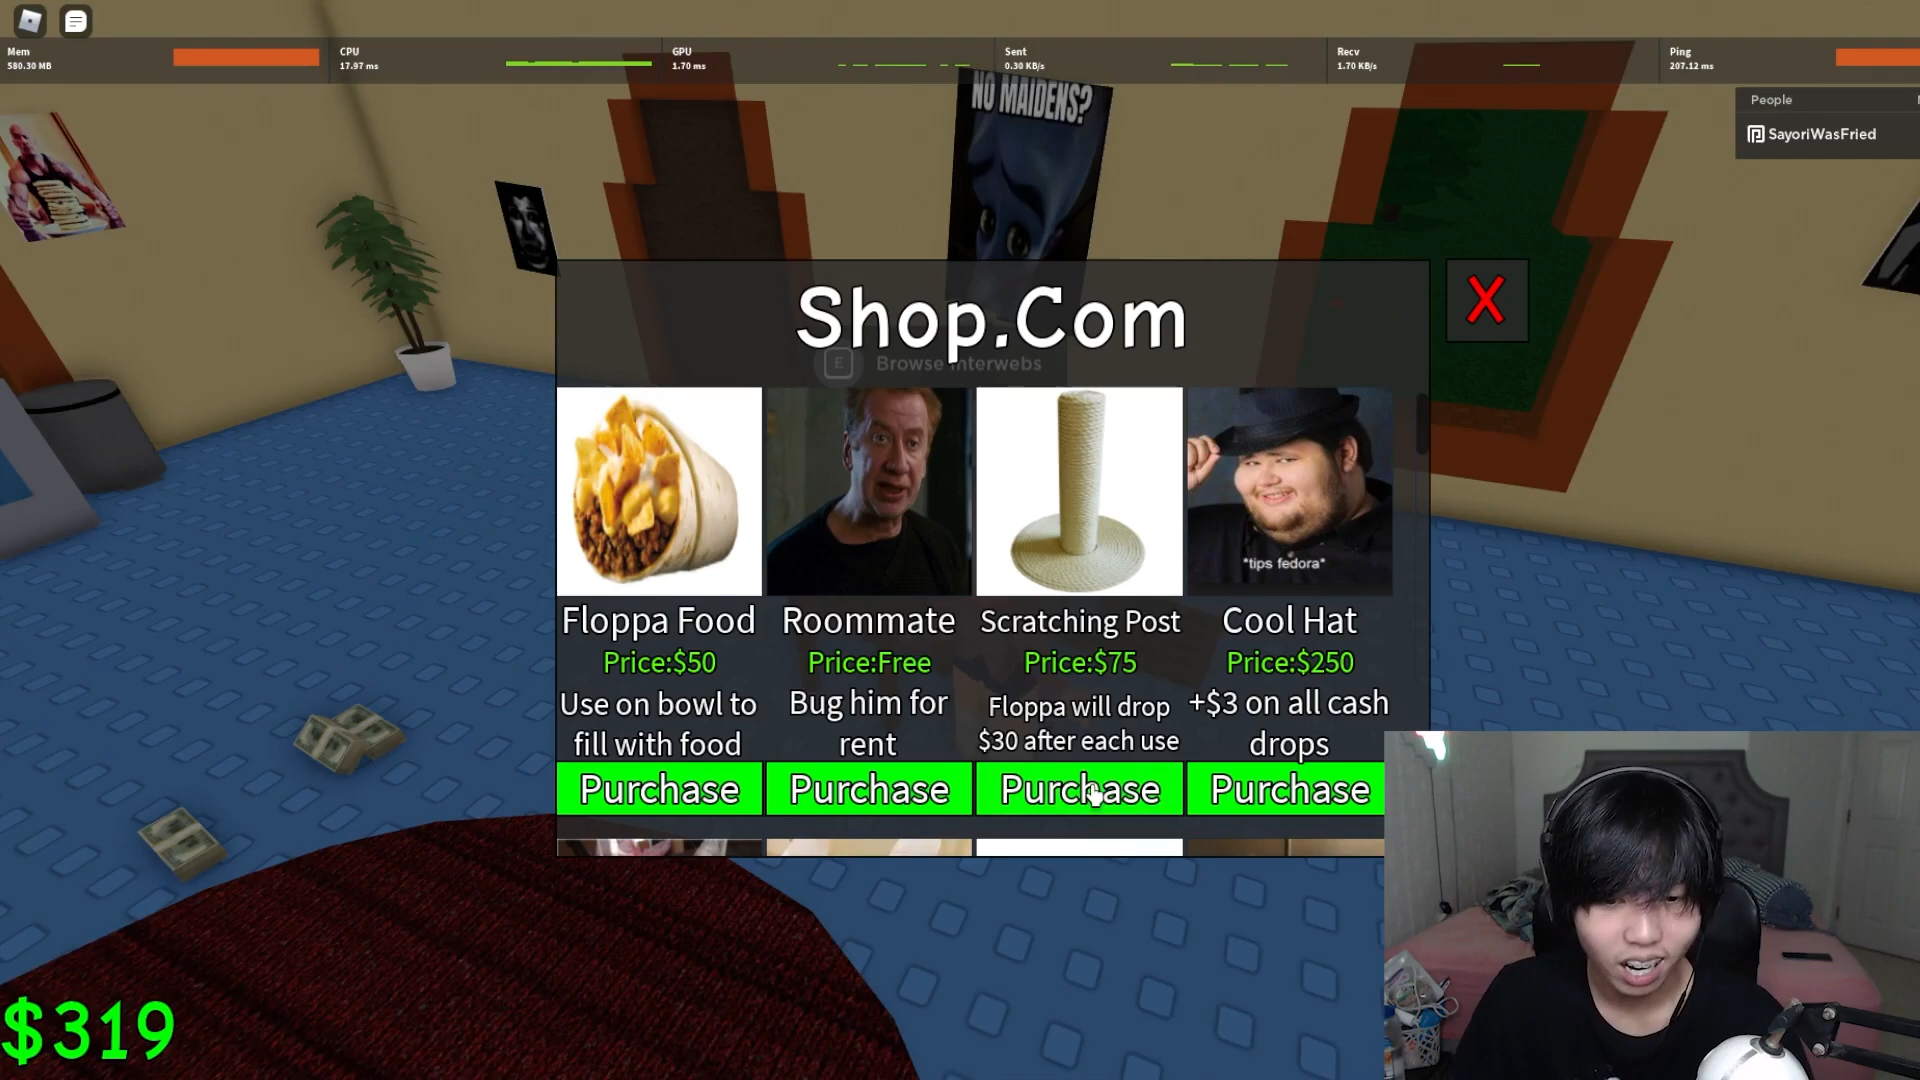 Mem
580.30 MB
CPU
17.97 ms
GPU
1.70 ms
Sent
0.30 KB/s
Recv
1.70 KB/s
Ping
207.12 ms
NO MAIDENS?
People
SayoriWasFried
Shop.Com
X
E
Browse Interwebs
*tips fedora*
Floppa Food
Price:$50
Use on bowl to
fill with food
Purchase
Roommate
Price:Free
Bug him for
rent
Purchase
Scratching Post
Price:$75
Floppa will drop
$30 after each use
Purchase
Cool Hat
Price:$250
+$3 on all cash
drops
Purchase
$319